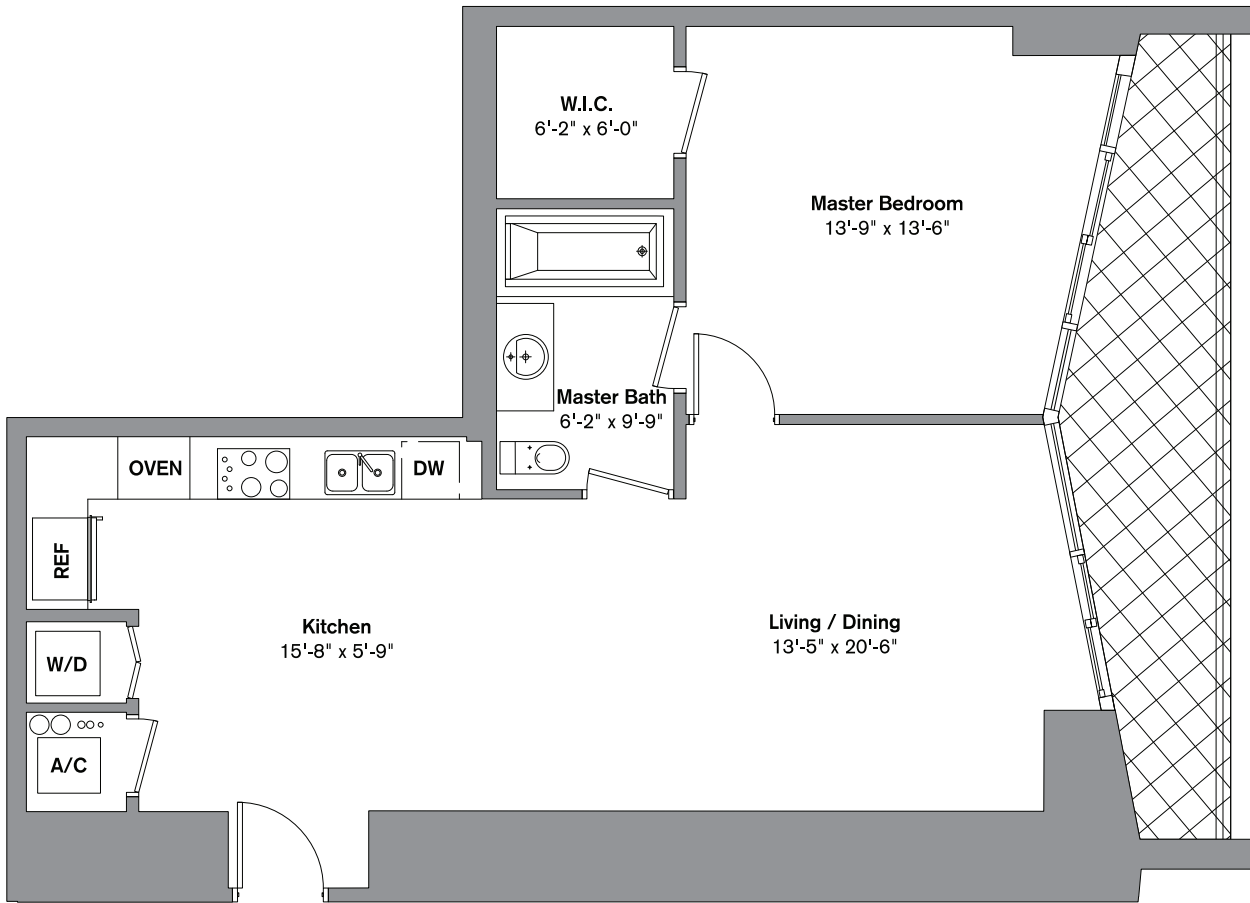 W.I.C.
6'-2" x 6'-0"
Master Bedroom
13'-9" x 13'-6"
Master Bath
6'-2" x 9'-9"
OVEN
DW
REF
Kitchen
15'-8" x 5'-9"
Living / Dining
13'-5" x 20'-6"
W/D
A/C